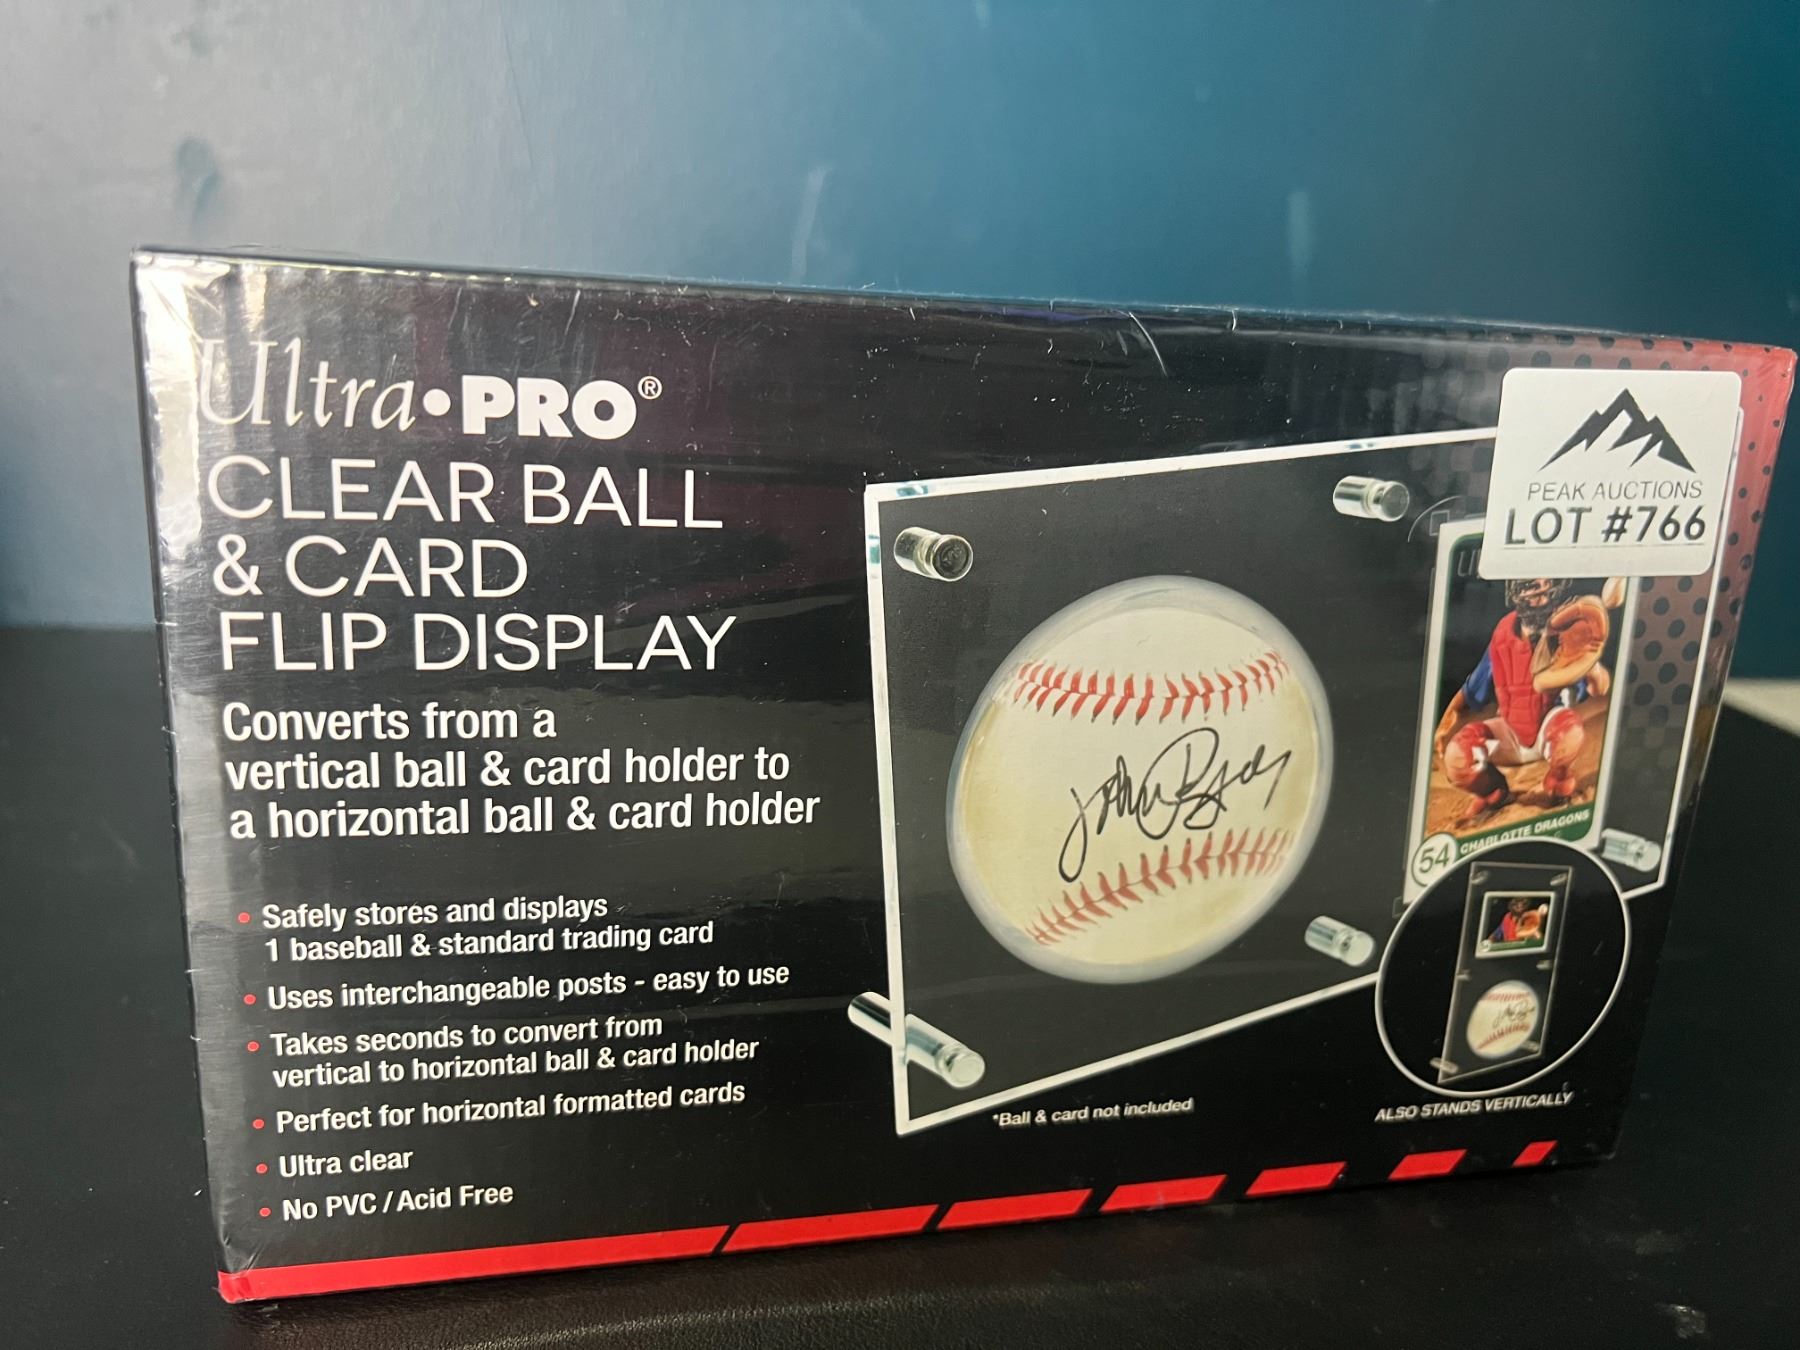 Ultra•PRO®
CLEAR BALL
& CARD
FLIP DISPLAY
Converts from a
vertical ball & card holder to
a horizontal ball & card holder
• Safely stores and displays
1 baseball & standard trading card
• Uses interchangeable posts - easy to use
• Takes seconds to convert from
vertical to horizontal ball & card holder
• Perfect for horizontal formatted cards
• Ultra clear
• No PVC / Acid Free
PEAK AUCTIONS
LOT #766
54 CHARLOTTE DRAGONS
*Ball & card not included
ALSO STANDS VERTICALLY